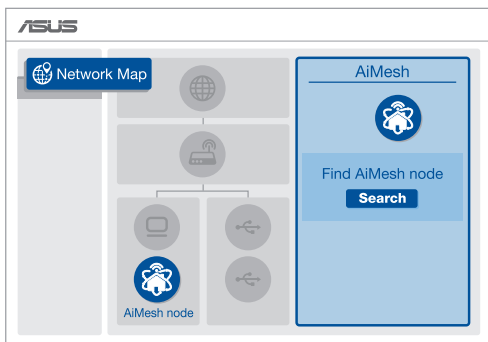 ASUS
Network Map
AiMesh
Find AiMesh node
Search
AiMesh node